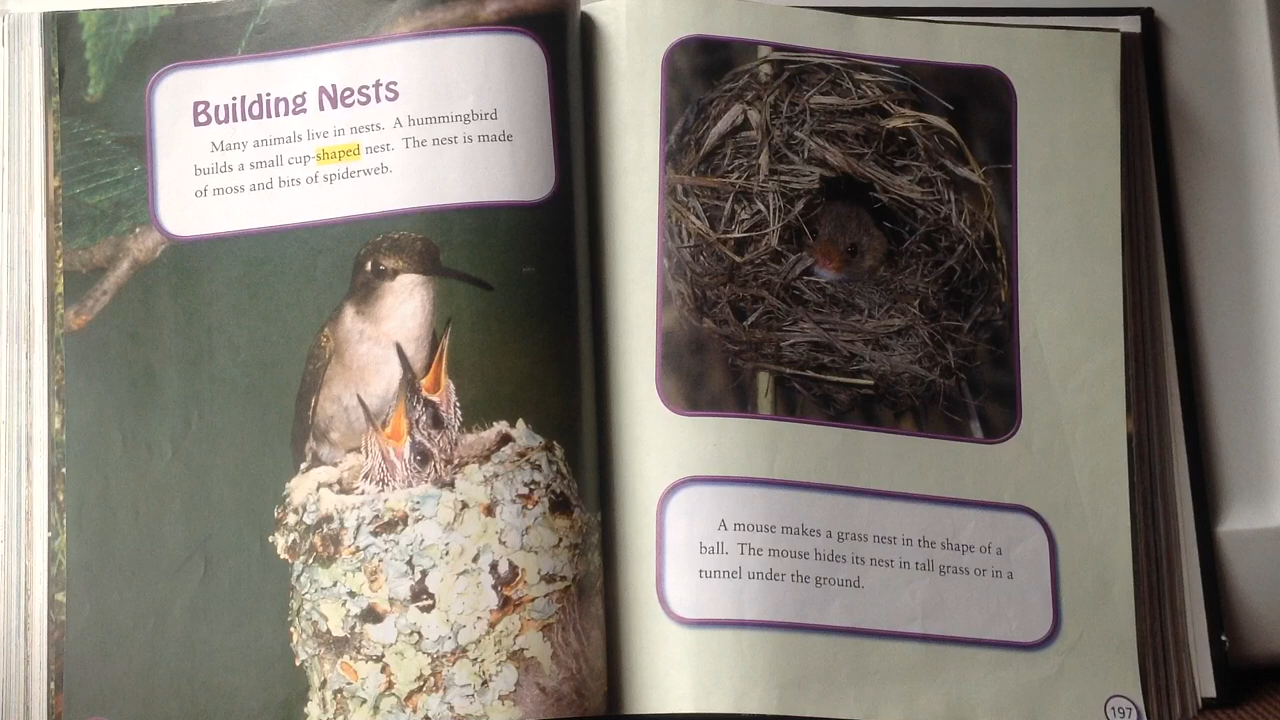 Building Nests
Many animals live in nests. A hummingbird
builds a small cup-shaped nest. The nest is made
of moss and bits of spiderweb.
A mouse makes a grass nest in the shape of a
ball. The mouse hides its nest in tall grass or in a
tunnel under the ground.
197